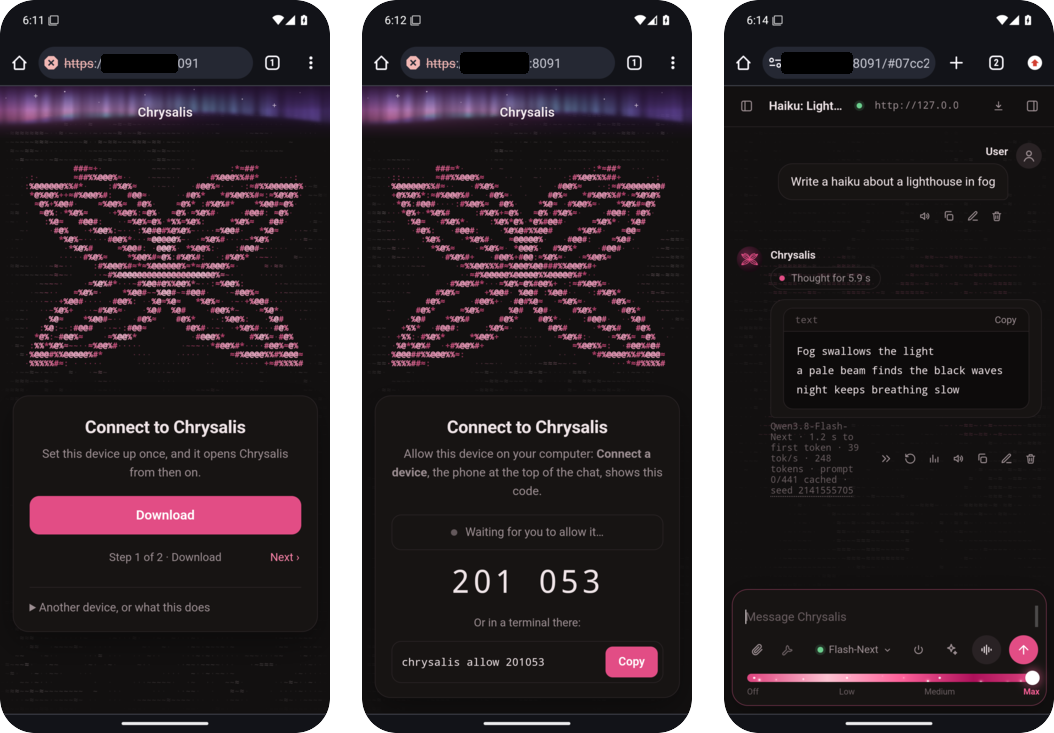 6:11
https:/
091
1
Chrysalis
Connect to Chrysalis
Set this device up once, and it opens Chrysalis
from then on.
Download
Step 1 of 2 · Download
Next ›
Another device, or what this does
6:12
https:
:8091
1
Chrysalis
Connect to Chrysalis
Allow this device on your computer: Connect a
device, the phone at the top of the chat, shows this
code.
Waiting for you to allow it…
201 053
Or in a terminal there:
chrysalis allow 201053
Copy
6:14
8091/#07cc2
2
Haiku: Light…
http://127.0.0
User
Write a haiku about a lighthouse in fog
Chrysalis
Thought for 5.9 s
text
Copy
Fog swallows the light
a pale beam finds the black waves
night keeps breathing slow
Qwen3.8-Flash-
Next · 1.2 s to
first token · 39
tok/s · 248
tokens · prompt
0/441 cached ·
seed 2141555705
Message Chrysalis
Flash-Next
Off
Low
Medium
Max